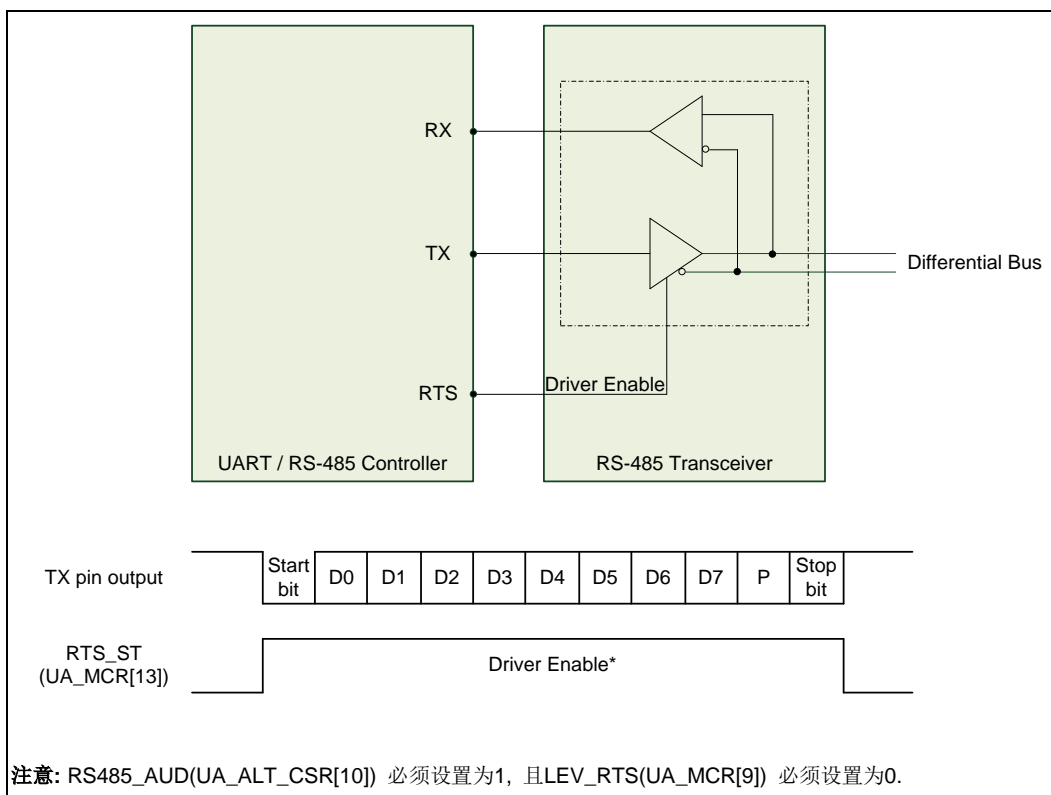 RX
TX
RTS
Driver Enable
Differential Bus
UART / RS-485 Controller
RS-485 Transceiver
TX pin output
Start bit
D0
D1
D2
D3
D4
D5
D6
D7
P
Stop bit
RTS_ST
(UA_MCR[13])
Driver Enable*
注意: RS485_AUD(UA_ALT_CSR[10]) 必须设置为1, 且LEV_RTS(UA_MCR[9]) 必须设置为0.